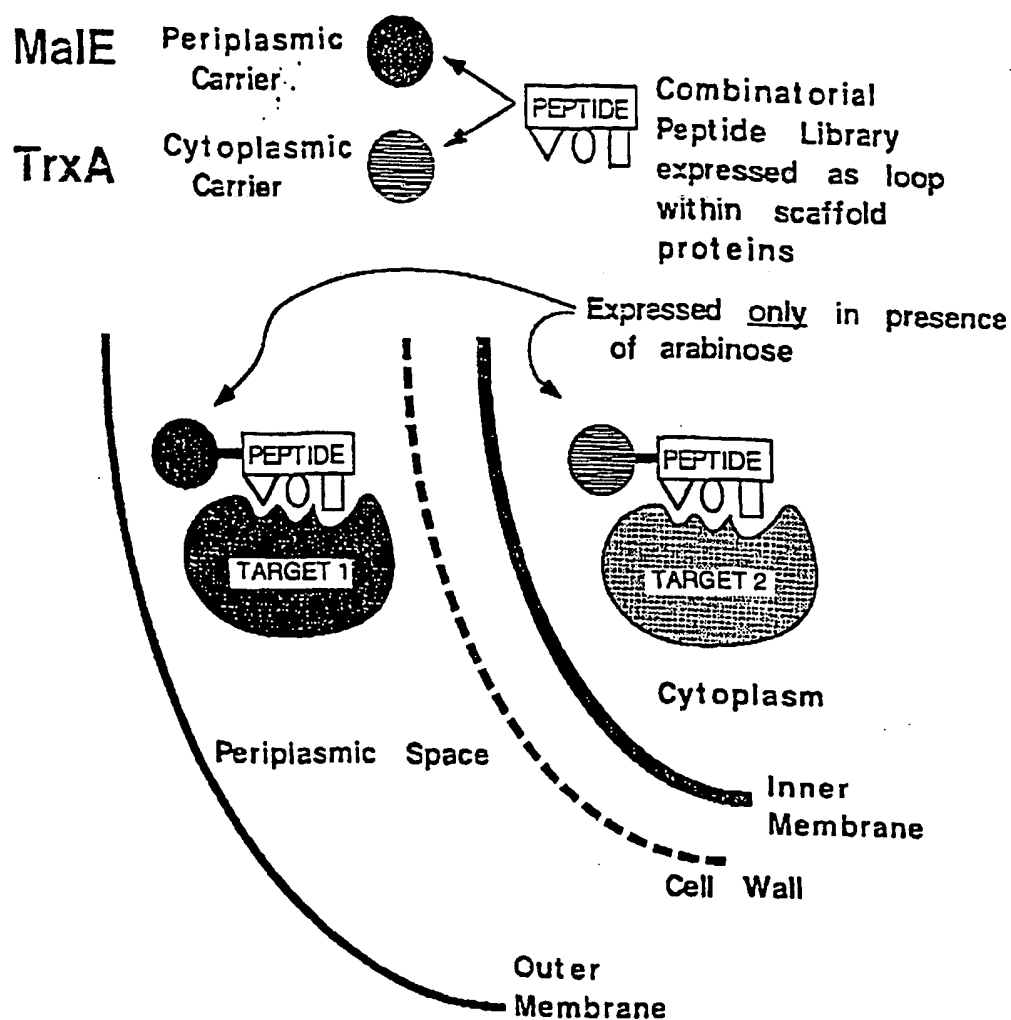 MalE
Periplasmic
Carrier
TrxA
Cytoplasmic
Carrier
PEPTIDE
Combinatorial
Peptide Library
expressed as loop
within scaffold
proteins
Expressed only in presence
of arabinose
PEPTIDE
TARGET 1
PEPTIDE
TARGET 2
Cytoplasm
Periplasmic Space
Inner
Membrane
Cell Wall
Outer
Membrane